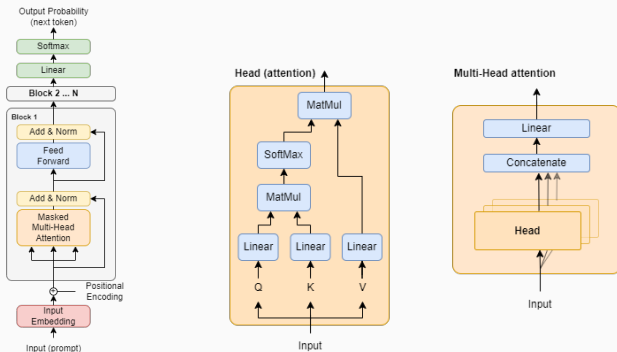 Output Probability
(next token)
Softmax
Linear
Block 2 ... N
Block 1
Add & Norm
Feed
Forward
Add & Norm
Masked
Multi-Head
Attention
Positional
Encoding
Input
Embedding
Input (prompt)
Head (attention)
MatMul
SoftMax
MatMul
Linear
Linear
Linear
Q
K
V
Input
Multi-Head attention
Linear
Concatenate
Head
Input